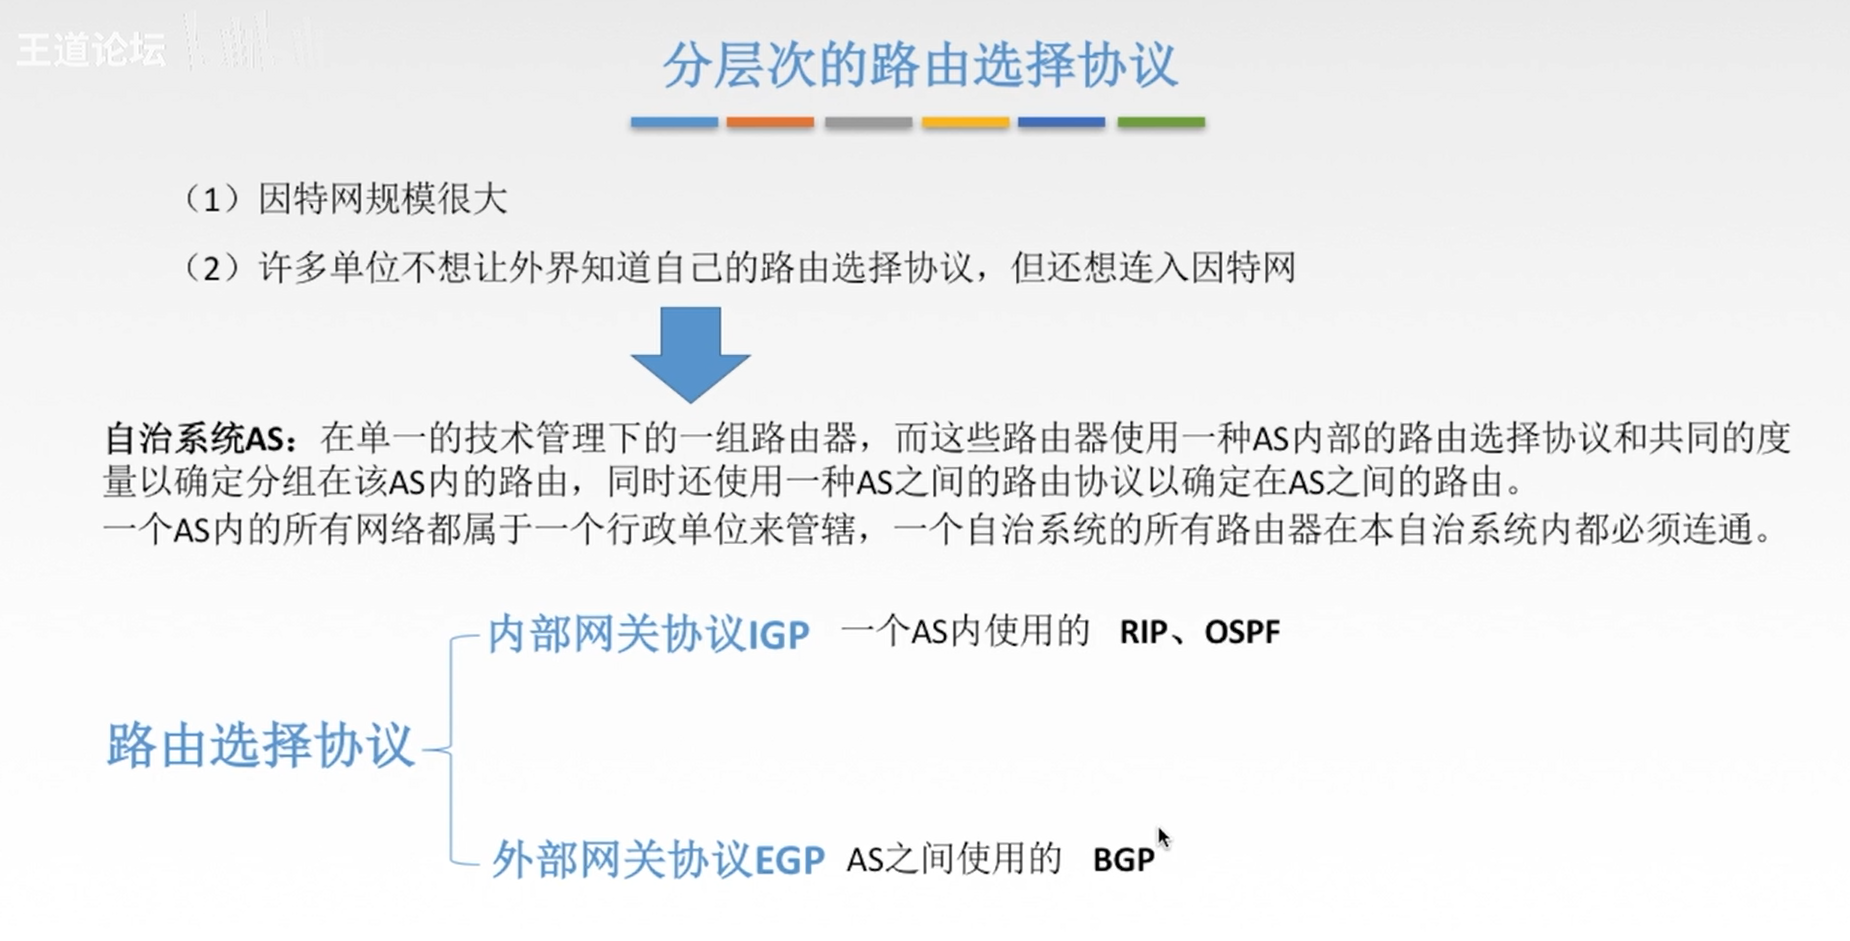 王道论坛
分层次的路由选择协议
（1）因特网规模很大
（2）许多单位不想让外界知道自己的路由选择协议，但还想连入因特网
自治系统AS：在单一的技术管理下的一组路由器，而这些路由器使用一种AS内部的路由选择协议和共同的度
量以确定分组在该AS内的路由，同时还使用一种AS之间的路由协议以确定在AS之间的路由。
一个AS内的所有网络都属于一个行政单位来管辖，一个自治系统的所有路由器在本自治系统内都必须连通。
内部网关协议IGP 一个AS内使用的 RIP、OSPF
路由选择协议
外部网关协议EGP AS之间使用的 BGP